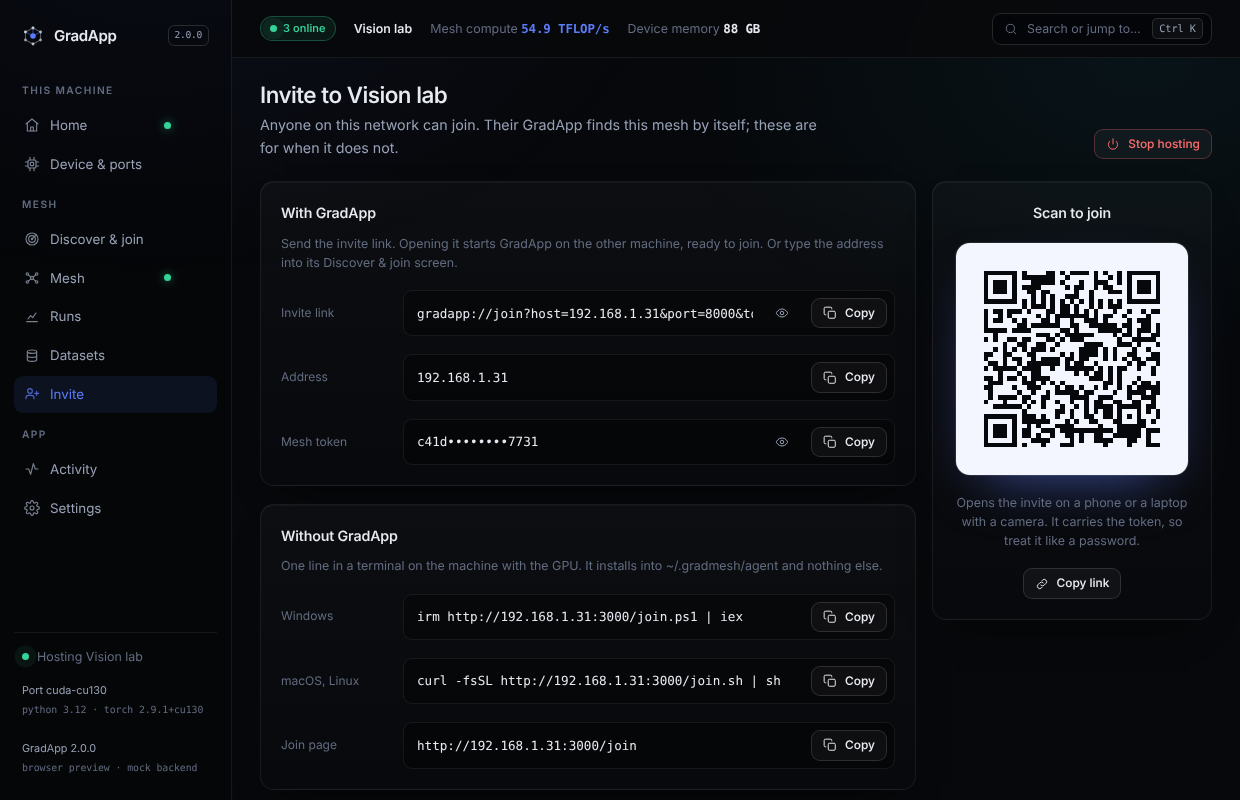 GradApp
2.0.0
THIS MACHINE
Home
Device & ports
MESH
Discover & join
Mesh
Runs
Datasets
Invite
APP
Activity
Settings
Hosting Vision lab
Port cuda-cu130
python 3.12 · torch 2.9.1+cu130
GradApp 2.0.0
browser preview · mock backend
3 online
Vision lab
Mesh compute 54.9 TFLOP/s
Device memory 88 GB
Search or jump to...
Ctrl K
Invite to Vision lab
Anyone on this network can join. Their GradApp finds this mesh by itself; these are
for when it does not.
Stop hosting
With GradApp
Send the invite link. Opening it starts GradApp on the other machine, ready to join. Or type the address
into its Discover & join screen.
Invite link
gradapp://join?host=192.168.1.31&port=8000&to
Copy
Address
192.168.1.31
Copy
Mesh token
c41d••••••••7731
Copy
Without GradApp
One line in a terminal on the machine with the GPU. It installs into ~/.gradmesh/agent and nothing else.
Windows
irm http://192.168.1.31:3000/join.ps1 | iex
Copy
macOS, Linux
curl -fsSL http://192.168.1.31:3000/join.sh | sh
Copy
Join page
http://192.168.1.31:3000/join
Copy
Scan to join
Opens the invite on a phone or a laptop
with a camera. It carries the token, so
treat it like a password.
Copy link